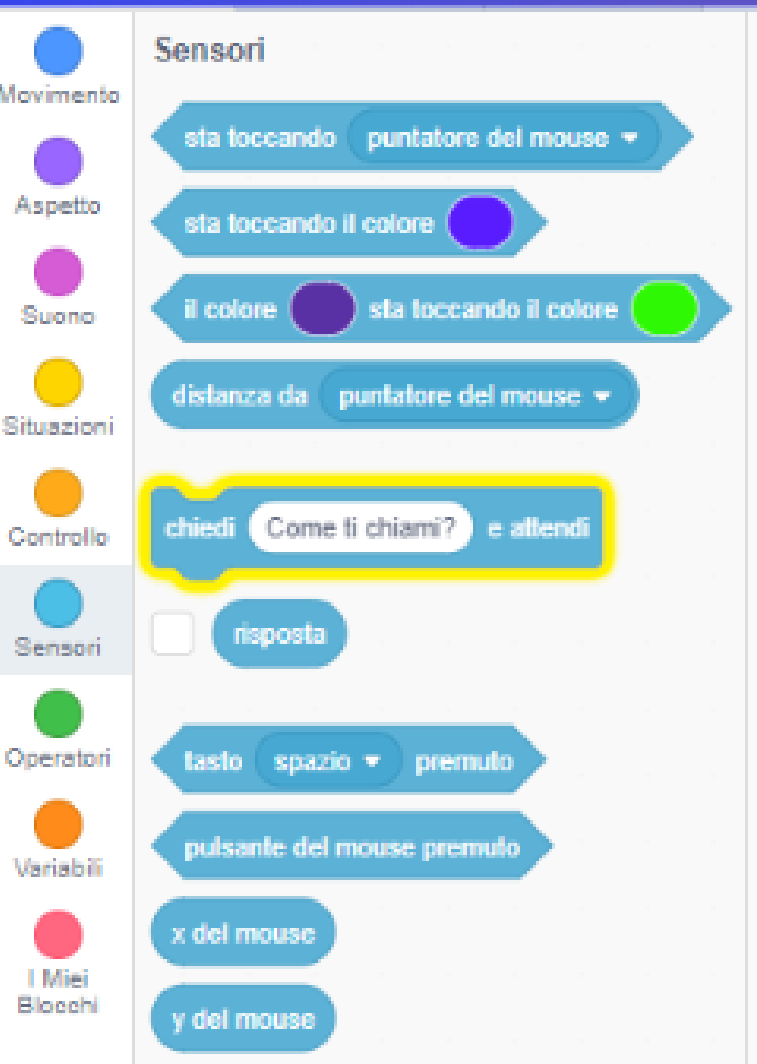 Movimento
Aspetto
Suono
Situazioni
Controllo
Sensori
Operatori
Variabili
I Miei
Blocchi
Sensori
sta toccando puntatore del mouse
sta toccando il colore
il colore sta toccando il colore
distanza da puntatore del mouse
chiedi Come ti chiami? e attendi
risposta
tasto spazio premuto
pulsante del mouse premuto
x del mouse
y del mouse